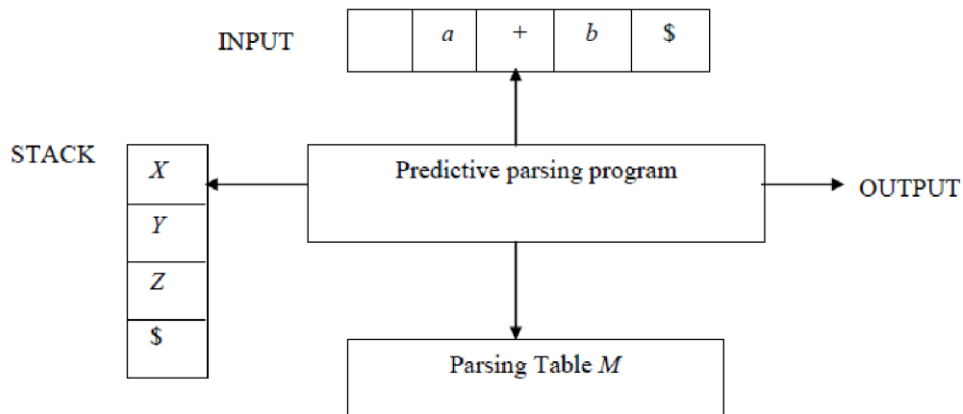 INPUT
a + b $
STACK
X
Y
Z
$
Predictive parsing program
OUTPUT
Parsing Table M